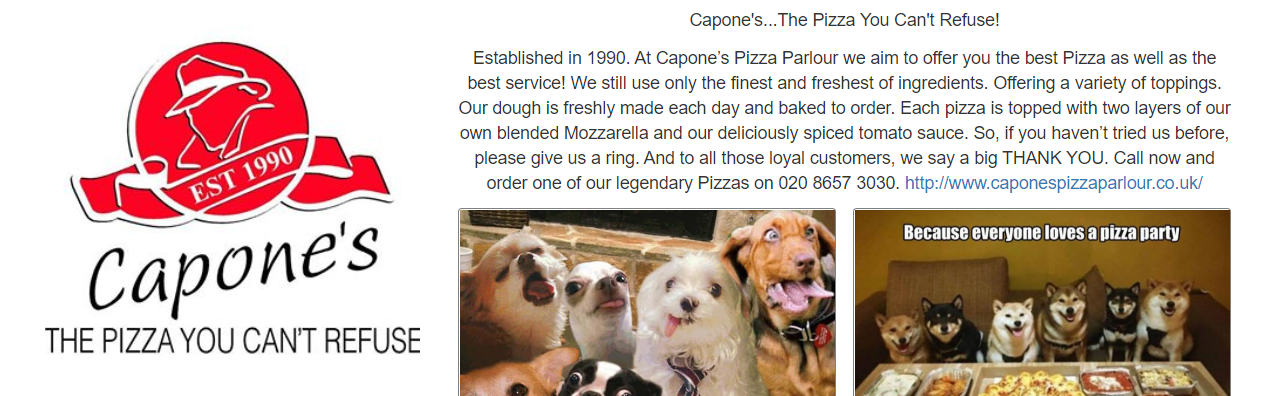 EST 1990
Capone's
THE PIZZA YOU CAN'T REFUSE
Capone's...The Pizza You Can't Refuse!
Established in 1990. At Capone’s Pizza Parlour we aim to offer you the best Pizza as well as the
best service! We still use only the finest and freshest of ingredients. Offering a variety of toppings.
Our dough is freshly made each day and baked to order. Each pizza is topped with two layers of our
own blended Mozzarella and our deliciously spiced tomato sauce. So, if you haven’t tried us before,
please give us a ring. And to all those loyal customers, we say a big THANK YOU. Call now and
order one of our legendary Pizzas on 020 8657 3030. http://www.caponespizzaparlour.co.uk/
Because everyone loves a pizza party